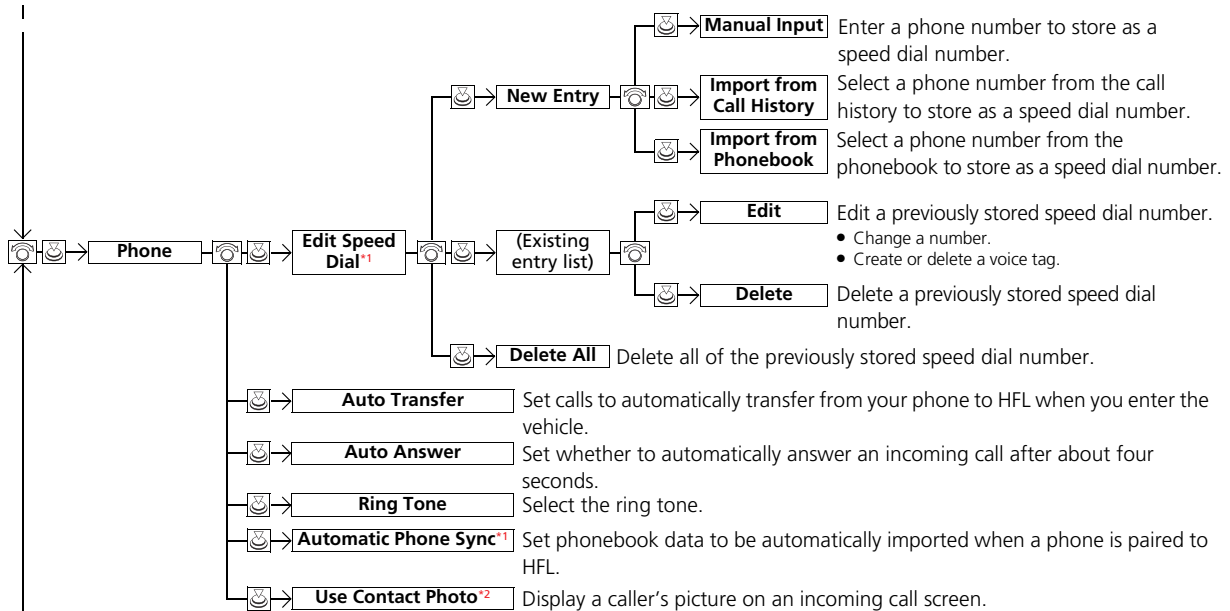 Manual Input
Enter a phone number to store as a
speed dial number.
New Entry
Import from
Call History
Select a phone number from the call
history to store as a speed dial number.
Import from
Phonebook
Select a phone number from the
phonebook to store as a speed dial number.
Phone
Edit Speed
Dial*1
(Existing
entry list)
Edit
Edit a previously stored speed dial number.
● Change a number.
● Create or delete a voice tag.
Delete
Delete a previously stored speed dial
number.
Delete All
Delete all of the previously stored speed dial number.
Auto Transfer
Set calls to automatically transfer from your phone to HFL when you enter the
vehicle.
Auto Answer
Set whether to automatically answer an incoming call after about four
seconds.
Ring Tone
Select the ring tone.
Automatic Phone Sync*1
Set phonebook data to be automatically imported when a phone is paired to
HFL.
Use Contact Photo*2
Display a caller's picture on an incoming call screen.